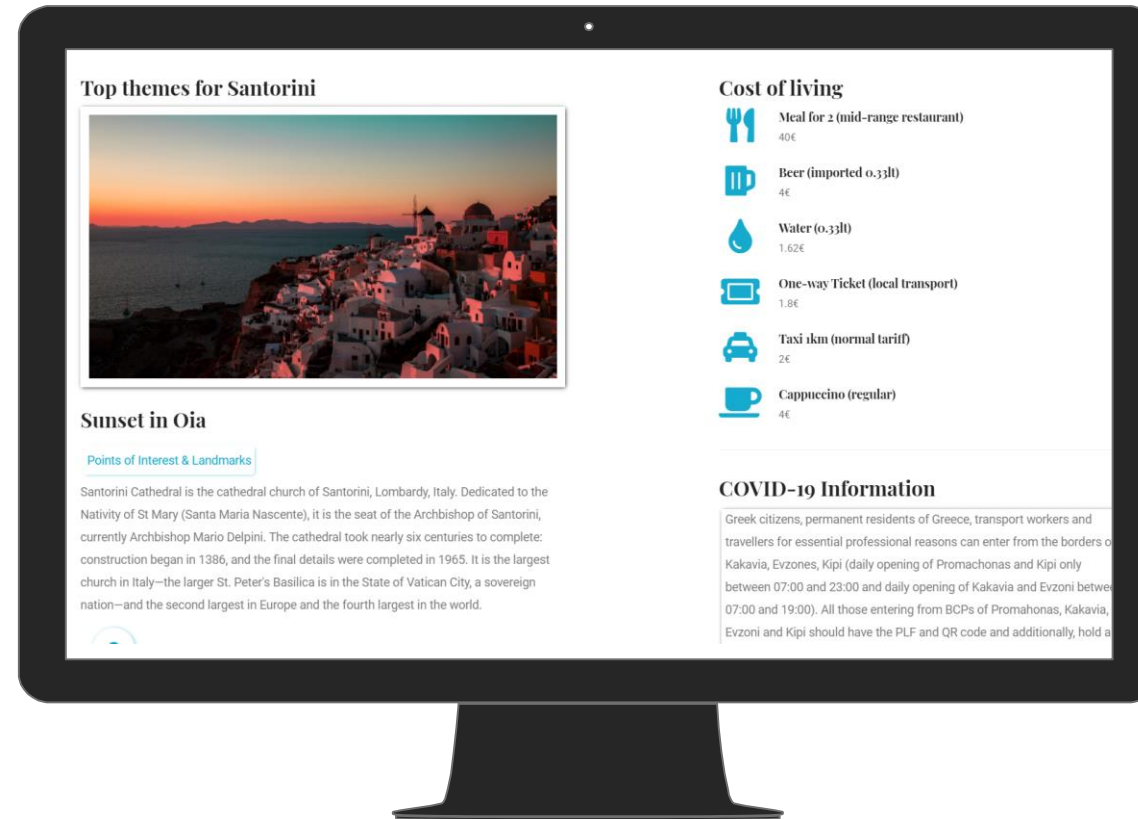 Top themes for Santorini
Sunset in Oia
Points of Interest & Landmarks
Santorini Cathedral is the cathedral church of Santorini, Lombardy, Italy. Dedicated to the
Nativity of St Mary (Santa Maria Nascente), it is the seat of the Archbishop of Santorini,
currently Archbishop Mario Delpini. The cathedral took nearly six centuries to complete:
construction began in 1386, and the final details were completed in 1965. It is the largest
church in Italy—the larger St. Peter's Basilica is in the State of Vatican City, a sovereign
nation—and the second largest in Europe and the fourth largest in the world.
Cost of living
Meal for 2 (mid-range restaurant)
40€
Beer (imported 0.33lt)
4€
Water (0.33lt)
1.62€
One-way Ticket (local transport)
1.8€
Taxi 1km (normal tariff)
2€
Cappuccino (regular)
4€
COVID-19 Information
Greek citizens, permanent residents of Greece, transport workers and
travellers for essential professional reasons can enter from the borders
Kakavia, Evzones, Kipi (daily opening of Promachonas and Kipi only
between 07:00 and 23:00 and daily opening of Kakavia and Evzoni
07:00 and 19:00). All those entering from BCPs of Promahonas, Kakavia,
Evzoni and Kipi should have the PLF and QR code and additionally, hold a